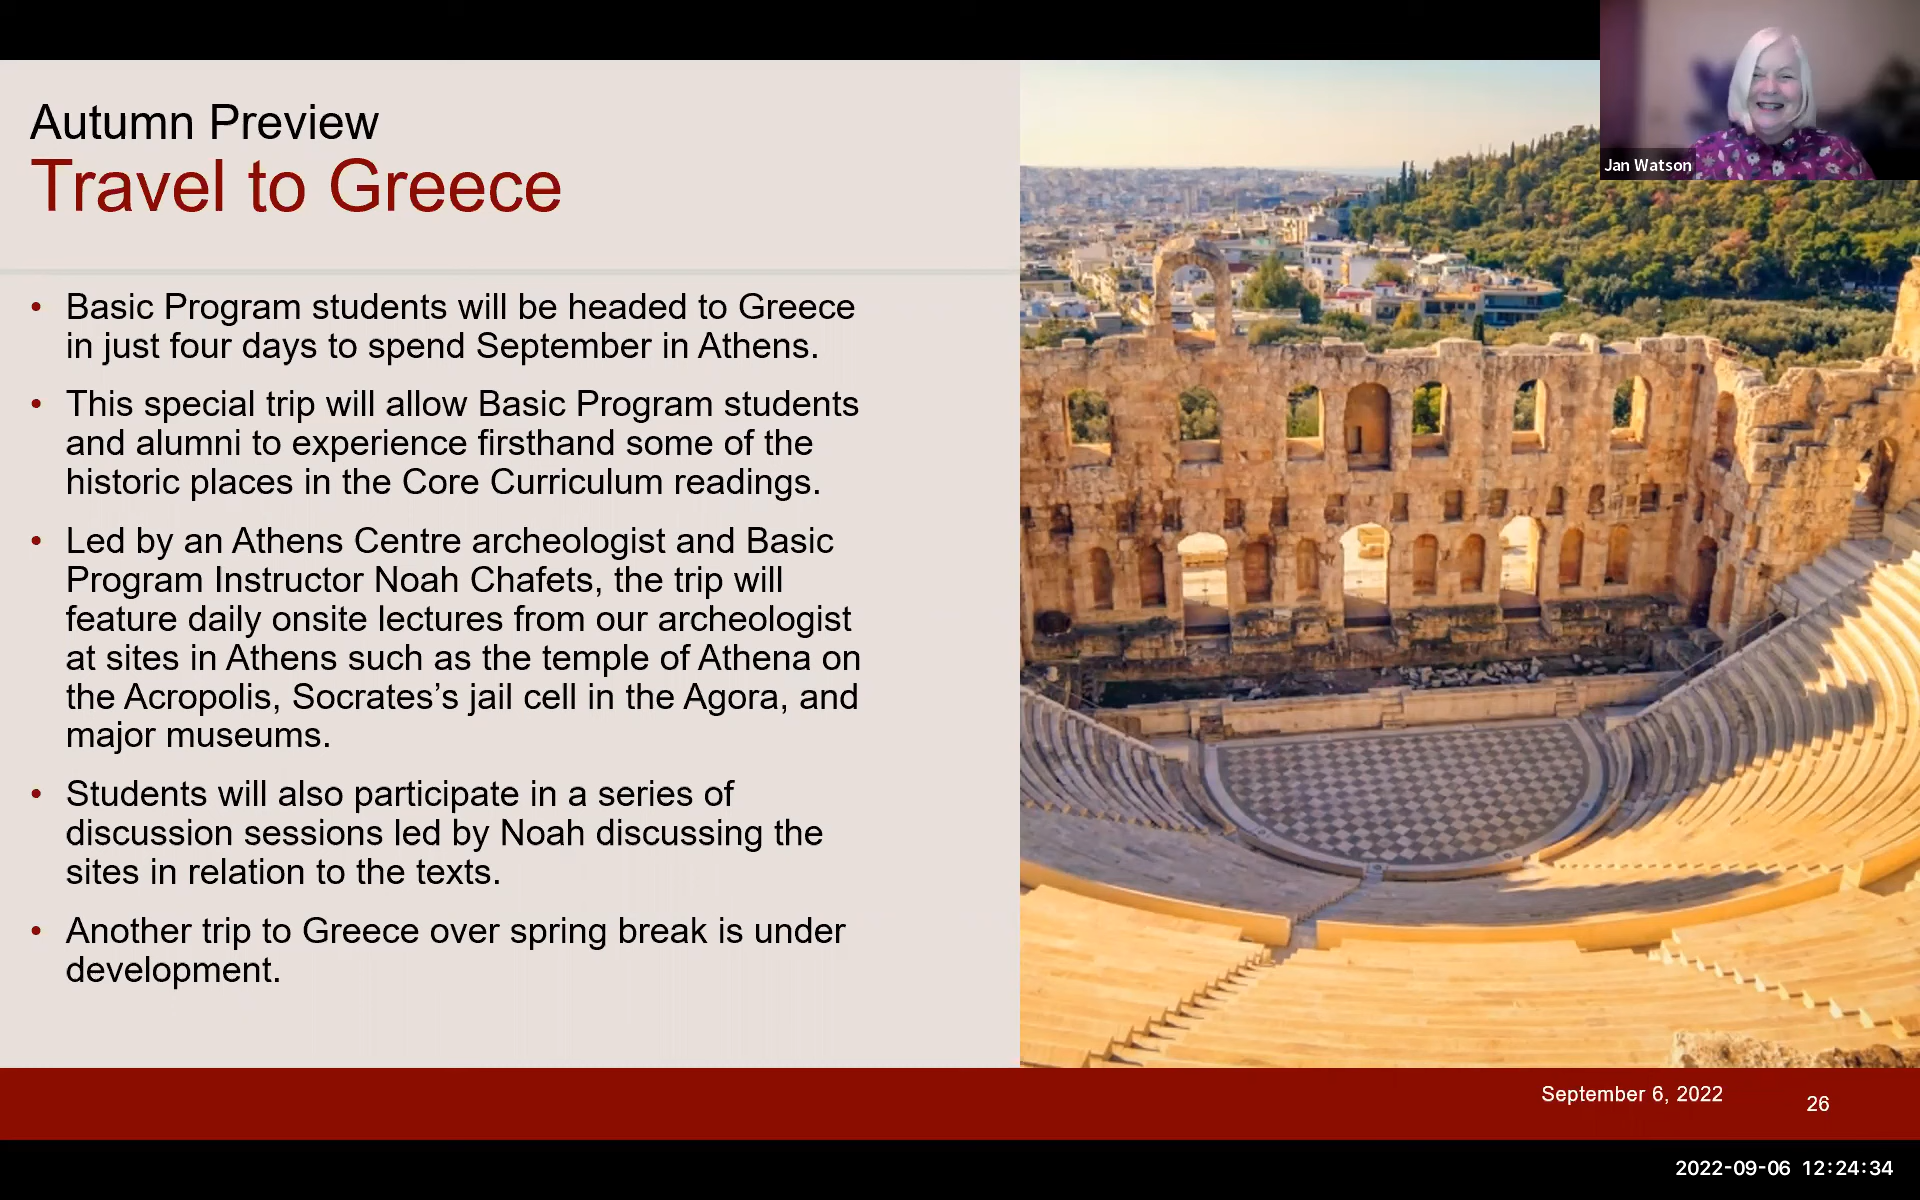 Autumn Preview
Travel to Greece
• Basic Program students will be headed to Greece
in just four days to spend September in Athens.
• This special trip will allow Basic Program students
and alumni to experience firsthand some of the
historic places in the Core Curriculum readings.
• Led by an Athens Centre archeologist and Basic
Program Instructor Noah Chafets, the trip will
feature daily onsite lectures from our archeologist
at sites in Athens such as the temple of Athena on
the Acropolis, Socrates’s jail cell in the Agora, and
major museums.
• Students will also participate in a series of
discussion sessions led by Noah discussing the
sites in relation to the texts.
• Another trip to Greece over spring break is under
development.
Jan Watson
September 6, 2022
26
2022-09-06 12:24:34